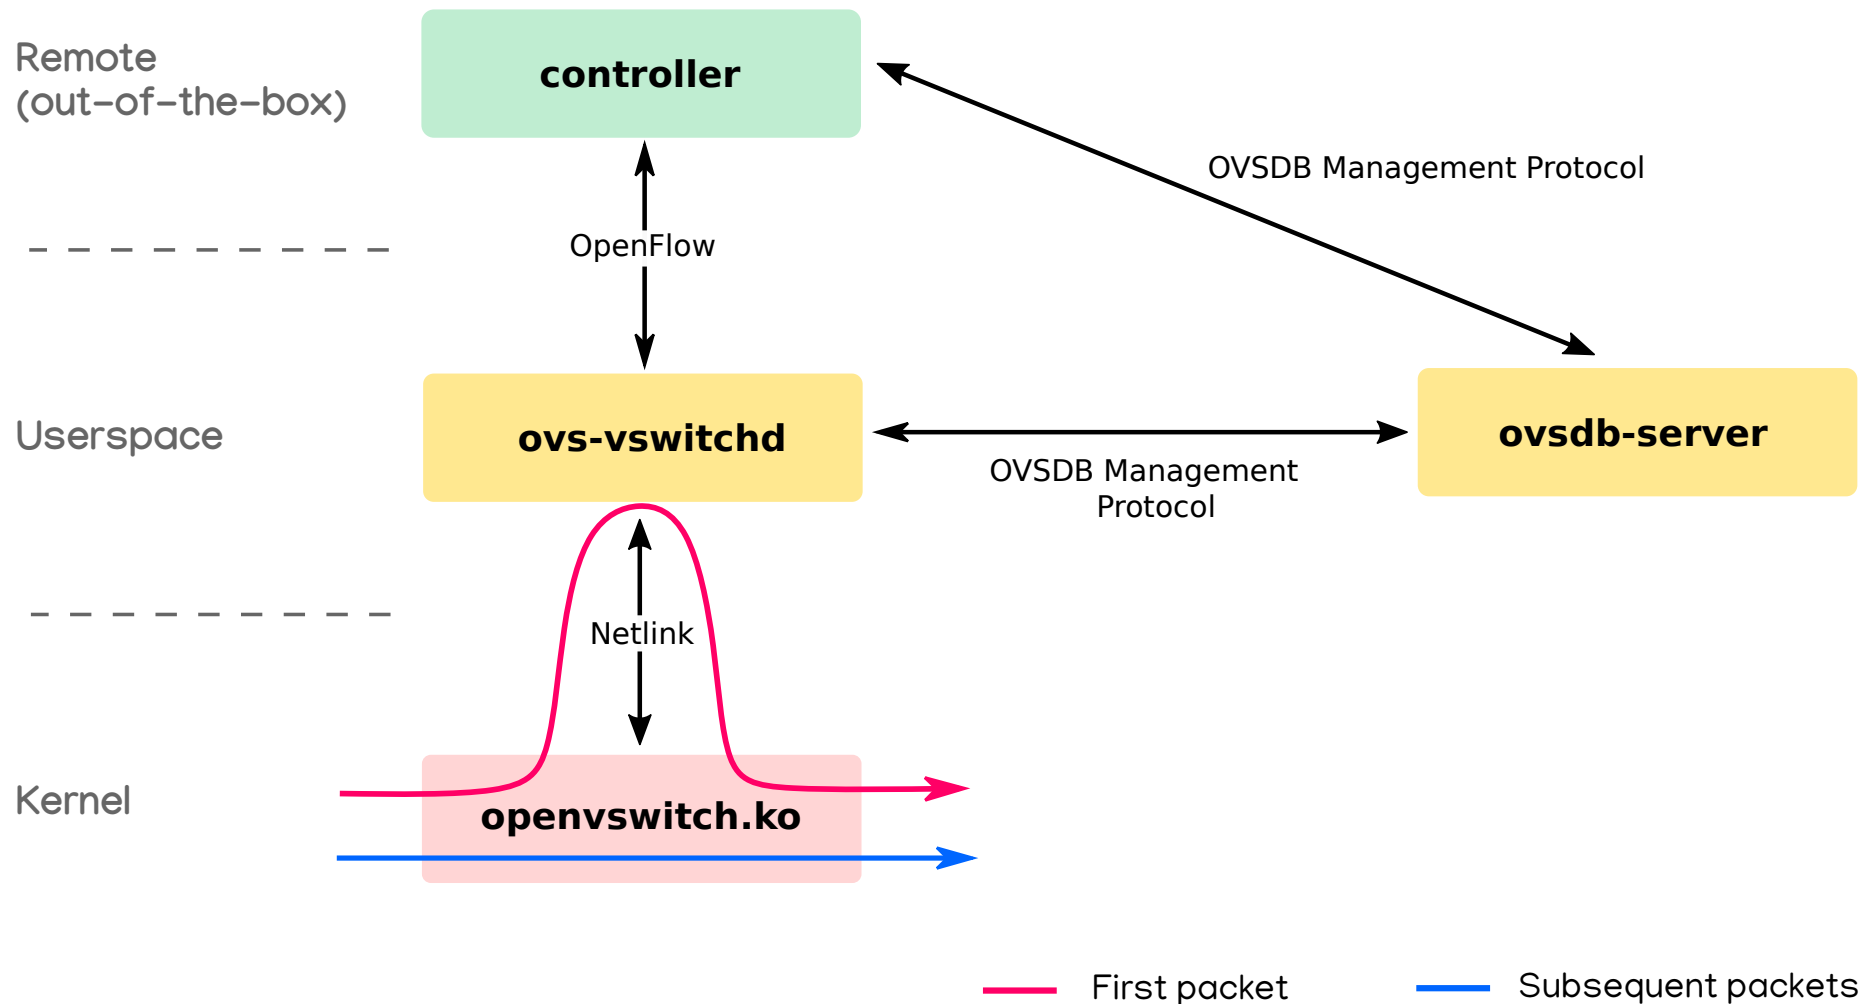 Remote
(out-of-the-box)
controller
OVSDB Management Protocol
OpenFlow
Userspace
ovs-vswitchd
ovsdb-server
OVSDB Management
Protocol
Netlink
Kernel
openvswitch.ko
First packet
Subsequent packets